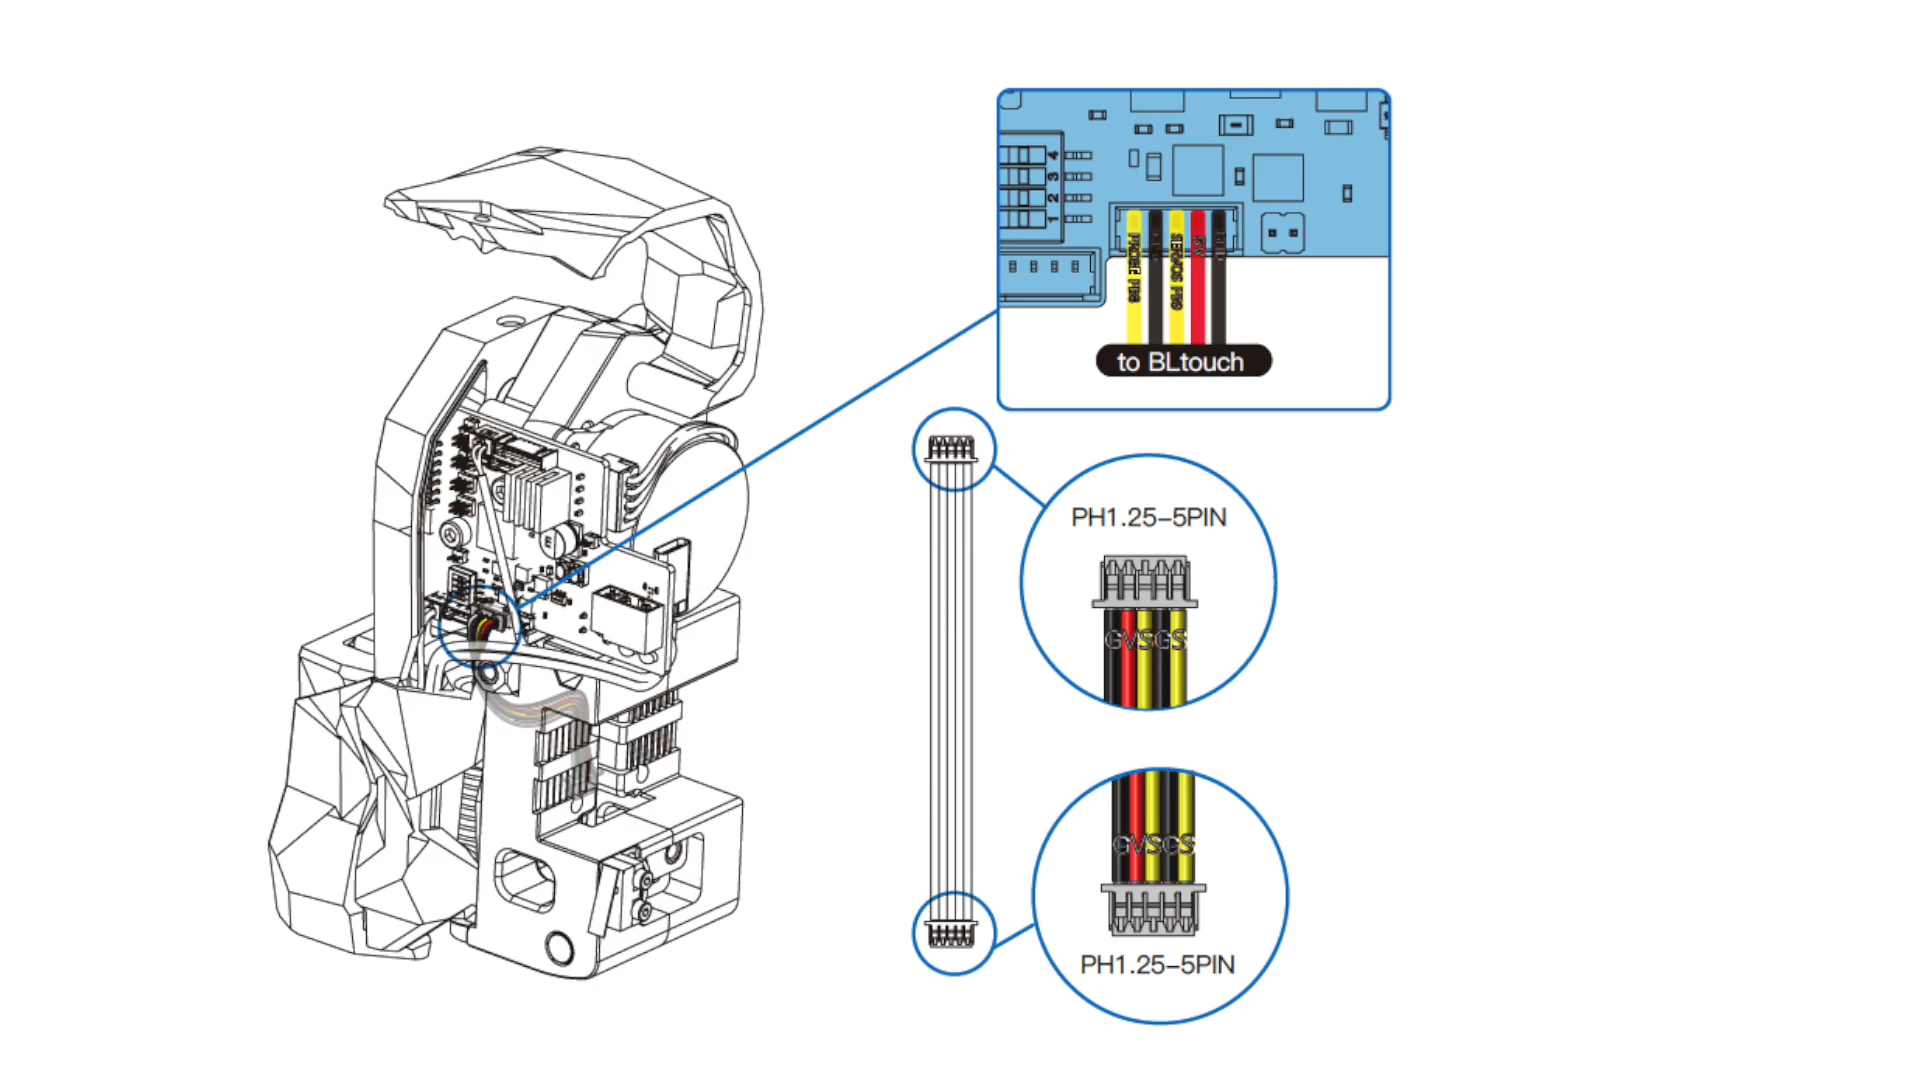 4
3
2
1
to BLtouch
PH1.25-5PIN
GVSGS
GVSGS
PH1.25-5PIN